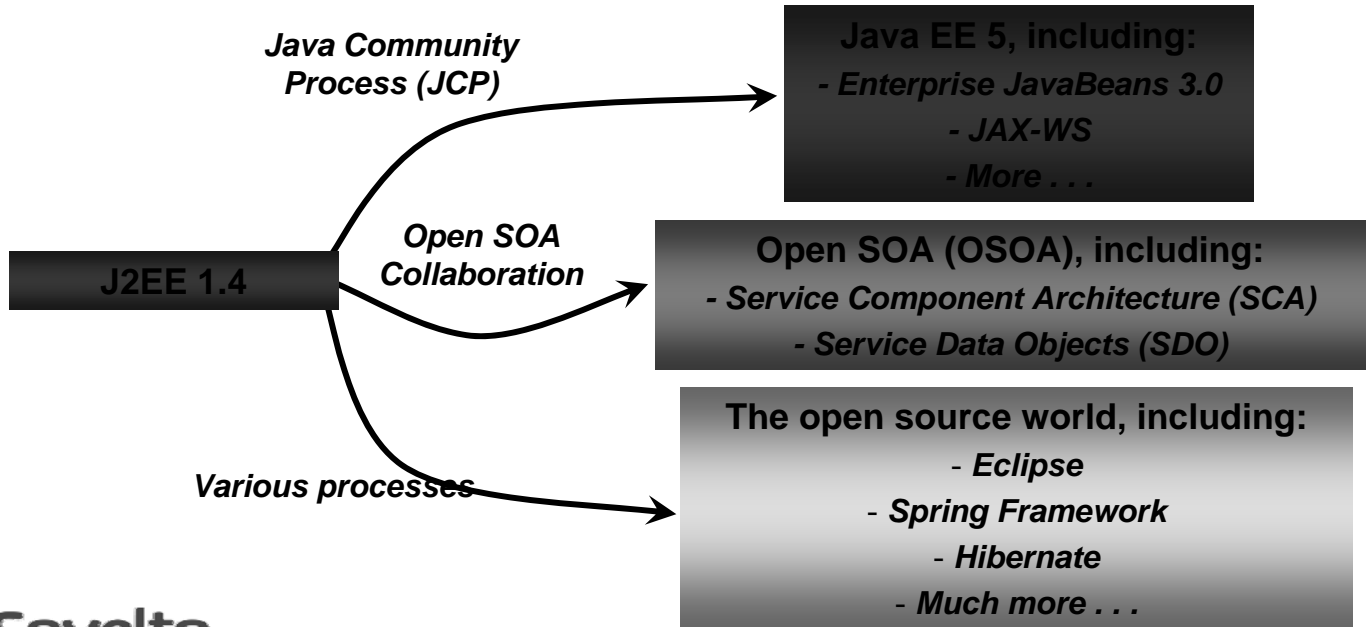 Java Community
Process (JCP)
Java EE 5, including:
- Enterprise JavaBeans 3.0
- JAX-WS
- More . . .
J2EE 1.4
Open SOA
Collaboration
Open SOA (OSOA), including:
- Service Component Architecture (SCA)
- Service Data Objects (SDO)
Various processes
The open source world, including:
- Eclipse
- Spring Framework
- Hibernate
- Much more . . .